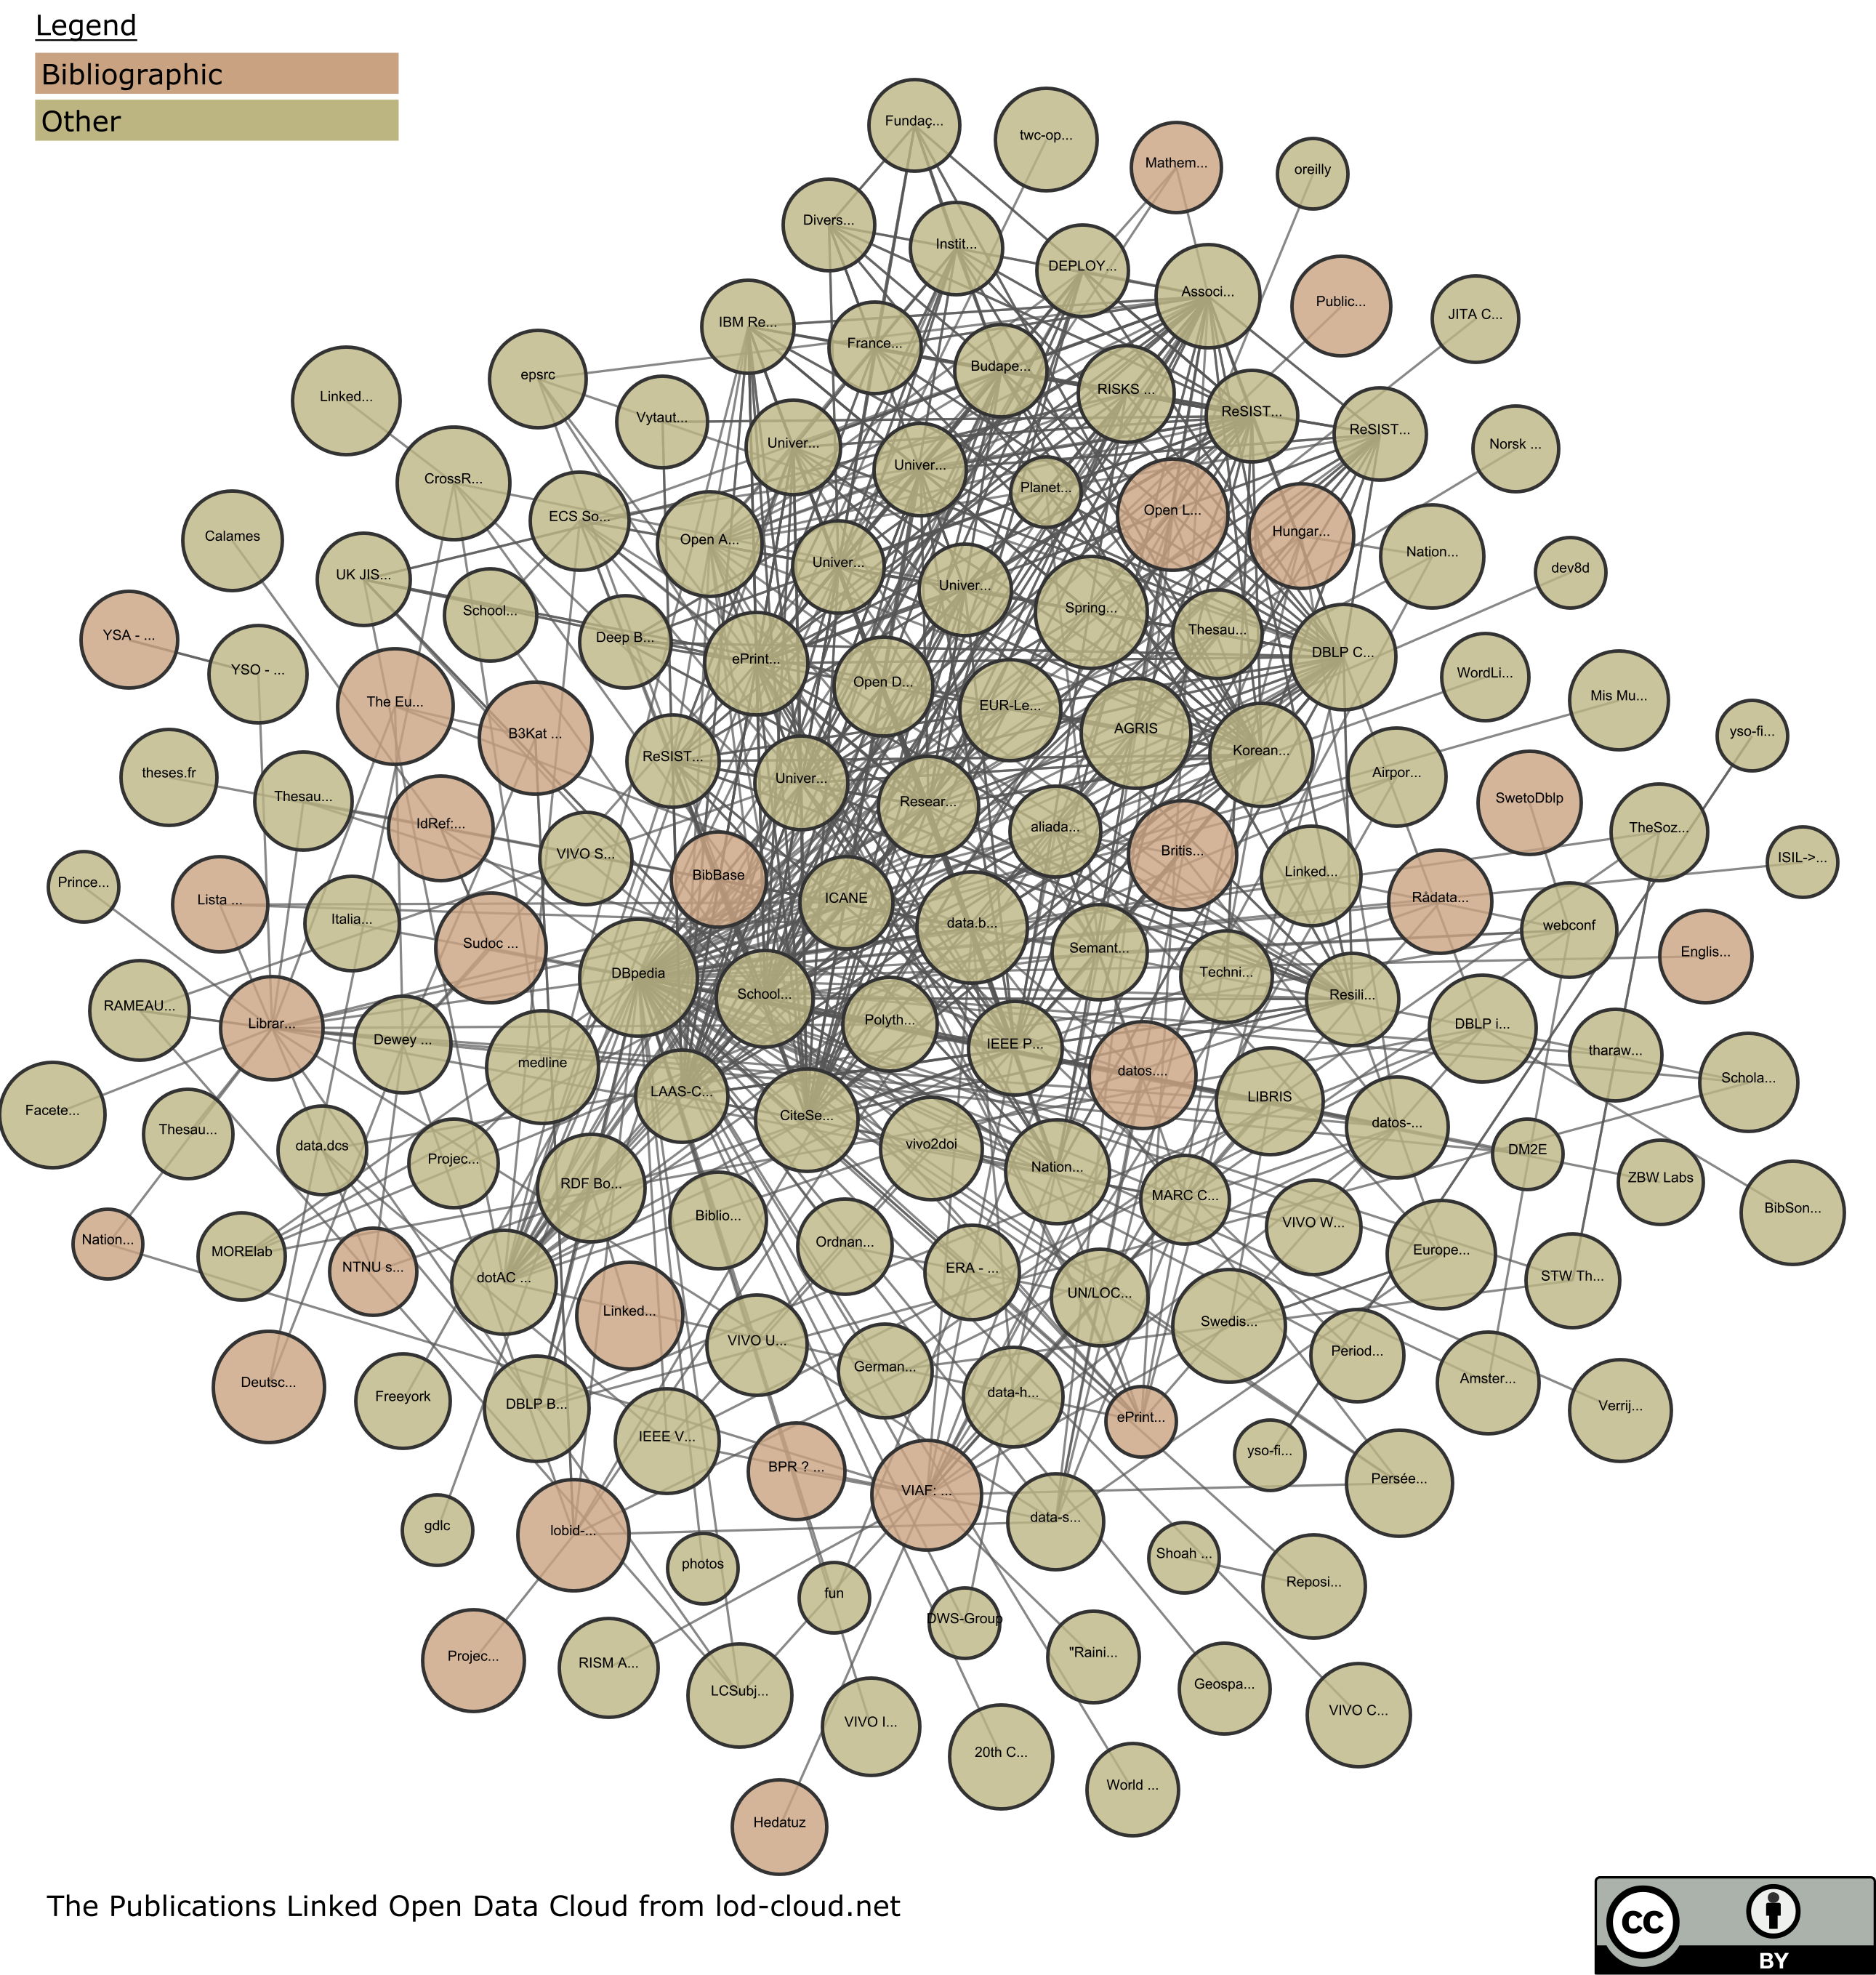 Legend
Bibliographic
Other
Fundaç...
twc-op...
Mathem...
oreilly
Divers...
Instit...
DEPLOY...
Associ...
Public...
JITA C...
IBM Re...
France...
Budape...
RISKS ...
ReSIST...
ReSIST...
epsrc
Linked...
Vytaut...
Univer...
Univer...
Norsk ...
CrossR...
Planet...
Open L...
ECS So...
Hungar...
Calames
Open A...
Nation...
UK JIS...
Univer...
dev8d
Univer...
School...
Spring...
YSA - ...
Deep B...
Thesau...
YSO - ...
ePrint...
DBLP C...
Open D...
WordLi...
Mis Mu...
The Eu...
EUR-Le...
B3Kat ...
AGRIS
yso-fi...
ReSIST...
Korean...
theses.fr
Univer...
Airpor...
Thesau...
Resear...
SwetoDblp
IdRef:...
aliada...
TheSoz...
VIVO S...
Britis...
ISIL->...
Prince...
BibBase
Linked...
Lista ...
ICANE
Rådata...
Italia...
data.b...
webconf
Sudoc ...
Semant...
Englis...
DBpedia
Techni...
School...
Resili...
RAMEAU...
Librar...
Polyth...
DBLP i...
Dewey ...
IEEE P...
tharaw...
medline
datos....
Schola...
LAAS-C...
LIBRIS
Facete...
CiteSe...
datos-...
Thesau...
data.dcs
vivo2doi
DM2E
Projec...
Nation...
ZBW Labs
RDF Bo...
MARC C...
BibSon...
Biblio...
VIVO W...
Nation...
MORElab
Ordnan...
Europe...
NTNU s...
dotAC ...
ERA - ...
STW Th...
UN/LOC...
Linked...
Swedis...
VIVO U...
Period...
German...
Deutsc...
Freeyork
data-h...
Amster...
DBLP B...
Verrij...
ePrint...
IEEE V...
yso-fi...
BPR ? ...
Persée...
VIAF: ...
gdlc
lobid-...
data-s...
photos
Shoah ...
Reposi...
fun
DWS-Group
Projec...
RISM A...
"Raini...
LCSubj...
Geospa...
VIVO I...
VIVO C...
20th C...
World ...
Hedatuz
The Publications Linked Open Data Cloud from lod-cloud.net
cc
BY